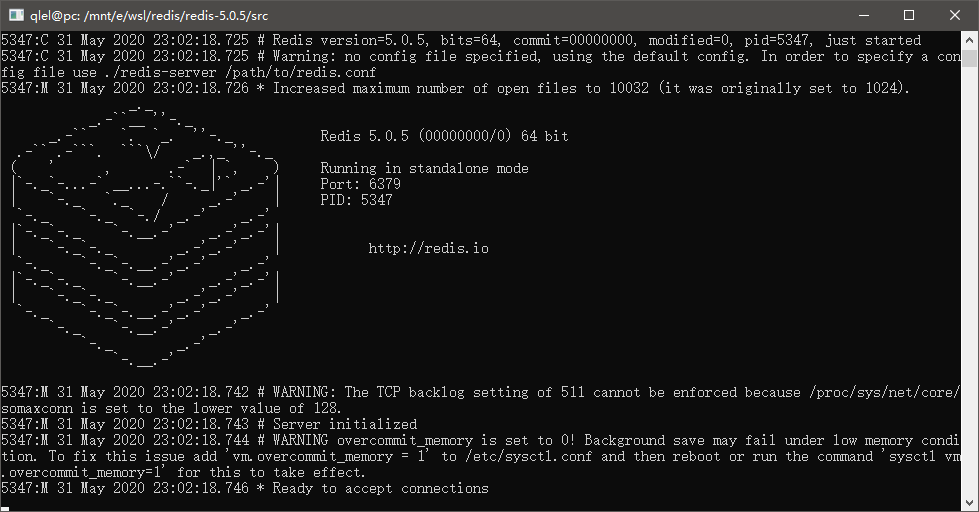 qlel@pc: /mnt/e/wsl/redis/redis-5.0.5/src
5347:C 31 May 2020 23:02:18.725 # Redis version=5.0.5, bits=64, commit=00000000, modified=0, pid=5347, just started
5347:C 31 May 2020 23:02:18.725 # Warning: no config file specified, using the default config. In order to specify a con
fig file use ./redis-server /path/to/redis.conf
5347:M 31 May 2020 23:02:18.726 * Increased maximum number of open files to 10032 (it was originally set to 1024).
Redis 5.0.5 (00000000/0) 64 bit
Running in standalone mode
Port: 6379
PID: 5347
http://redis.io
5347:M 31 May 2020 23:02:18.742 # WARNING: The TCP backlog setting of 511 cannot be enforced because /proc/sys/net/core/
somaxconn is set to the lower value of 128.
5347:M 31 May 2020 23:02:18.743 # Server initialized
5347:M 31 May 2020 23:02:18.744 # WARNING overcommit_memory is set to 0! Background save may fail under low memory condi
tion. To fix this issue add 'vm.overcommit_memory = 1' to /etc/sysctl.conf and then reboot or run the command 'sysctl vm
.overcommit_memory=1' for this to take effect.
5347:M 31 May 2020 23:02:18.746 * Ready to accept connections